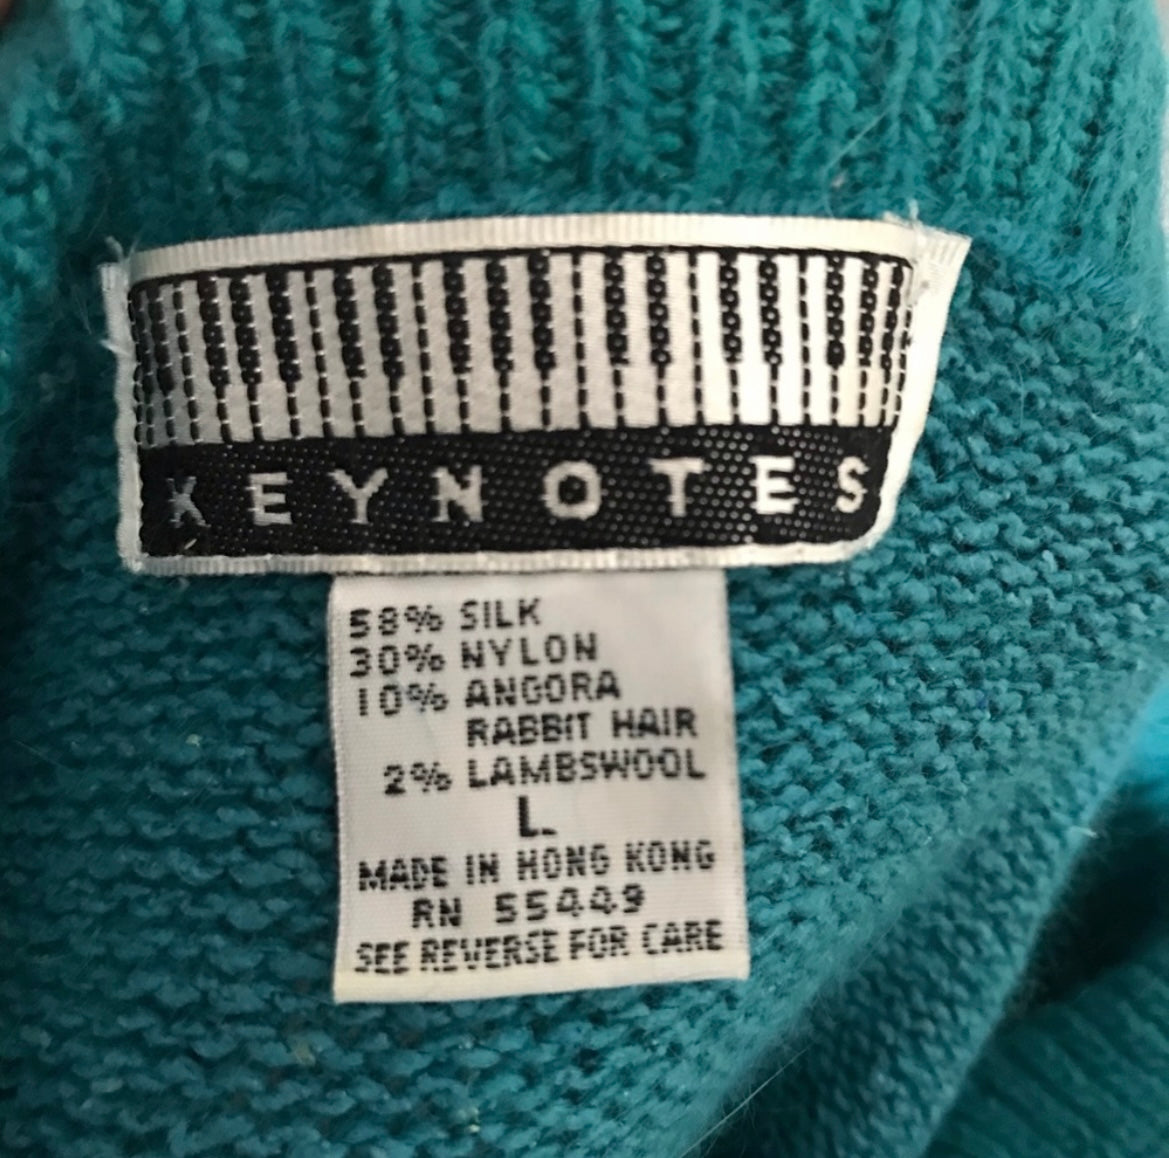 KEYNOTES
58% SILK
30% NYLON
10% ANGORA
RABBIT HAIR
2% LAMBSWOOL
L
MADE IN HONG KONG
RN 55449
SEE REVERSE FOR CARE